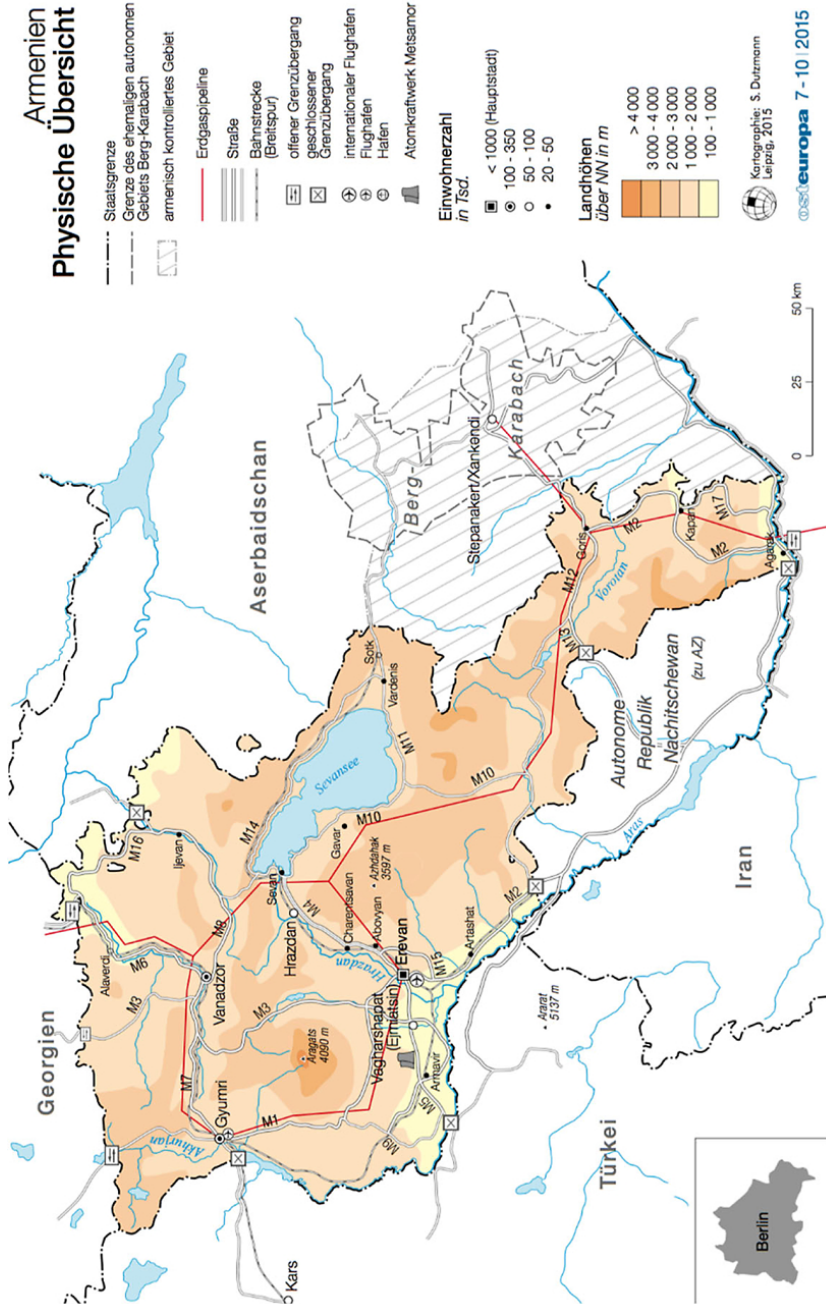 Armenien
Physische Übersicht
Staatsgrenze
Grenze des ehemaligen autonomen
Gebiets Berg-Karabach
armenisch kontrolliertes Gebiet
Erdgaspipeline
Straße
Bahnstrecke
(Breitspur)
offener Grenzübergang
geschlossener
Grenzübergang
internationaler Flughafen
Flughafen
Hafen
Atomkraftwerk Metsamor
Einwohnerzahl
in Tsd.
< 1000 (Hauptstadt)
100 - 350
50 - 100
20 - 50
Landhöhen
über NN in m
> 4 000
3 000 - 4 000
2 000 - 3 000
1 000 - 2 000
100 - 1 000
Kartographie: S. Dutzmann
Leipzig, 2015
osteuropa 7-10 | 2015
Georgien
Aserbaidschan
Türkei
Iran
Autonome
Republik
Nachitschewan
(zu AZ)
Berg-
Karabach
Stepanakert/Xankendi
Kars
Akhurjan
Gyumri
M7
M1
M3
M3
M6
Alaverdi
Vanadzor
M8
M16
Ijevan
M14
Sevan
Sevansee
Hrazdan
M4
Charentsavan
Abovyan
Hrazdan
Gavar
M10
Azhdahak
3597 m
Aragats
4090 m
Erevan
Vagharshapat
(Ejmiatsin)
Armavir
M5
M9
M15
Artashat
M2
Ararat
5137 m
Aras
M11
M10
Vardenis
Sotk
M12
M13
Vorotan
Goris
M2
Kapan
M17
M2
Agarak
0
25
50 km
Berlin